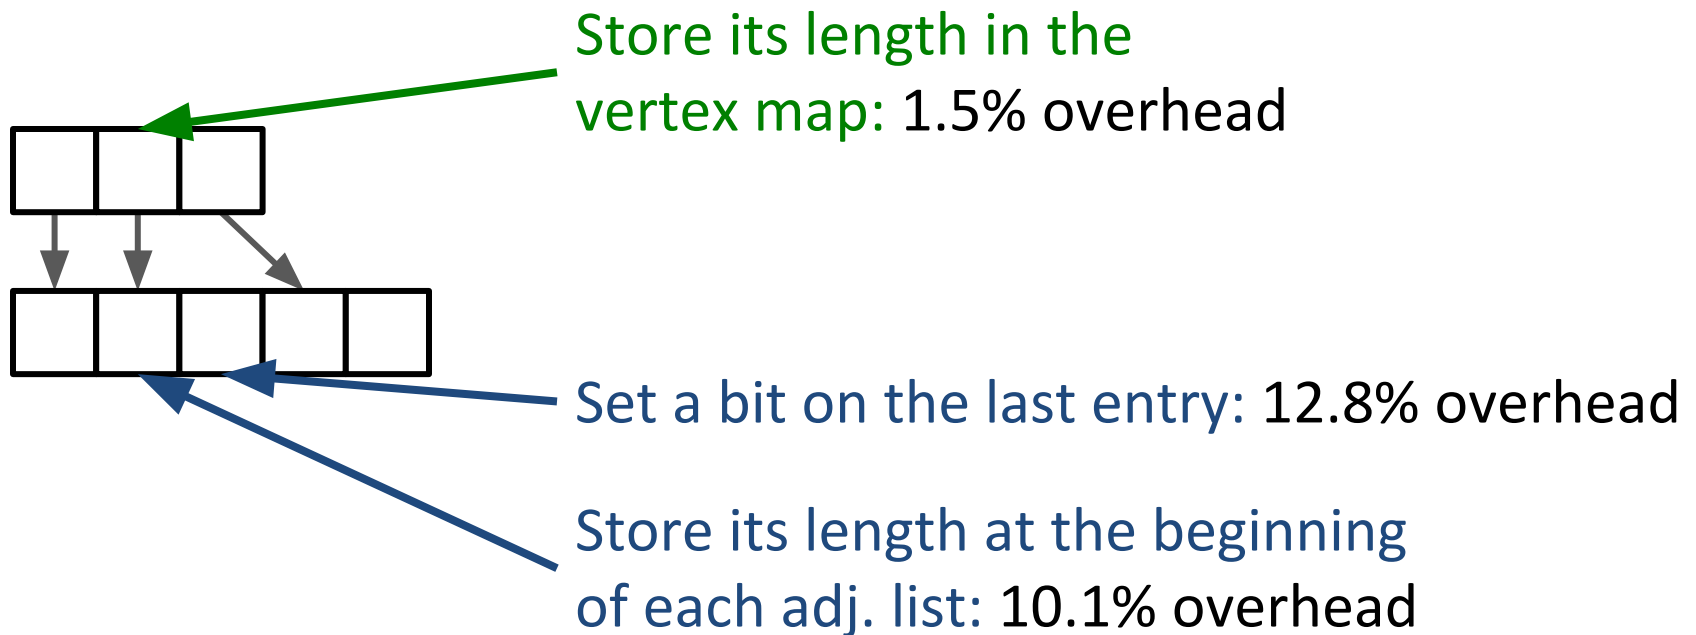 Store its length in the
vertex map: 1.5% overhead
Set a bit on the last entry: 12.8% overhead
Store its length at the beginning
of each adj. list: 10.1% overhead